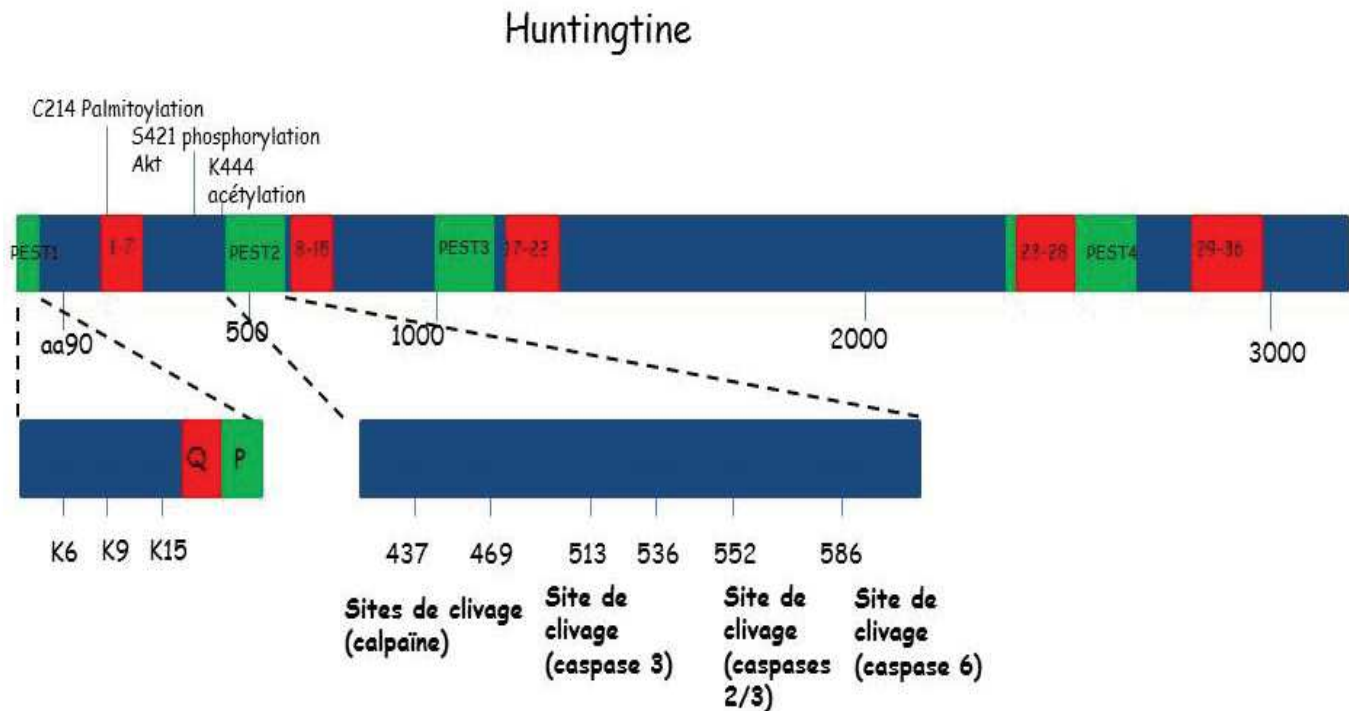 Huntingtine
C214 Palmitoylation
S421 phosphorylation
Akt
K444
acétylation
PEST1
1-7
PEST2
8-15
PEST3
17-22
23-28
PEST4
29-36
aa90
500
1000
2000
3000
Q
P
K6
K9
K15
437
469
513
536
552
586
Sites de clivage
(calpaïne)
Site de
clivage
(caspase 3)
Site de
clivage
(caspases
2/3)
Site de
clivage
(caspase 6)